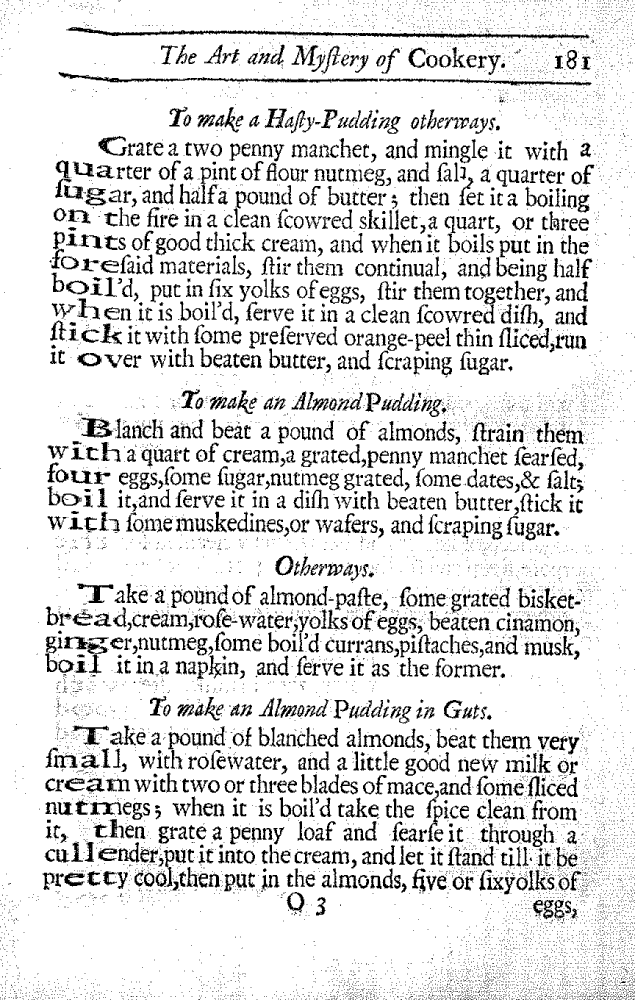 The Art and Myſtery of Cookery. 181
To make a Haſty-Pudding otherways.
Grate a two penny manchet, and mingle it with a
quarter of a pint of flour nutmeg, and ſalt, a quarter of
ſugar, and half a pound of butter; then ſet it a boiling
on the fire in a clean ſcowred skillet, a quart, or three
pints of good thick cream, and when it boils put in the
foreſaid materials, ſtir them continual, and being half
boil'd, put in ſix yolks of eggs, ſtir them together, and
when it is boil'd, ſerve it in a clean ſcowred diſh, and
ſtick it with ſome preſerved orange-peel thin ſliced, run
it over with beaten butter, and ſcraping ſugar.
To make an Almond Pudding.
Blanch and beat a pound of almonds, ſtrain them
with a quart of cream, a grated, penny manchet ſearſed,
four eggs, ſome ſugar, nutmeg grated, ſome dates, & ſalt;
boil it, and ſerve it in a diſh with beaten butter, ſtick it
with ſome muskedines, or wafers, and ſcraping ſugar.
Otherways.
Take a pound of almond-paſte, ſome grated bisket-
bread, cream, roſe-water, yolks of eggs, beaten cinamon,
ginger, nutmeg, ſome boil'd currans, piſtaches, and musk,
boil it in a napkin, and ſerve it as the former.
To make an Almond Pudding in Guts.
Take a pound of blanched almonds, beat them very
ſmall, with roſewater, and a little good new milk or
cream with two or three blades of mace, and ſome ſliced
nutmegs; when it is boil'd take the ſpice clean from
it, then grate a penny loaf and ſearſe it through a
cullender, put it into the cream, and let it ſtand till it be
pretty cool, then put in the almonds, five or ſix yolks of
O 3 eggs,